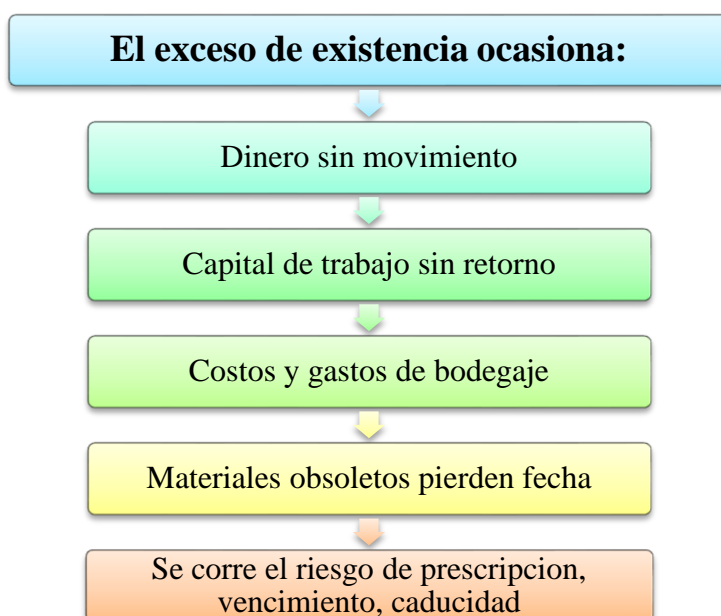 El exceso de existencia ocasiona:
Dinero sin movimiento
Capital de trabajo sin retorno
Costos y gastos de bodegaje
Materiales obsoletos pierden fecha
Se corre el riesgo de prescripcion,
vencimiento, caducidad